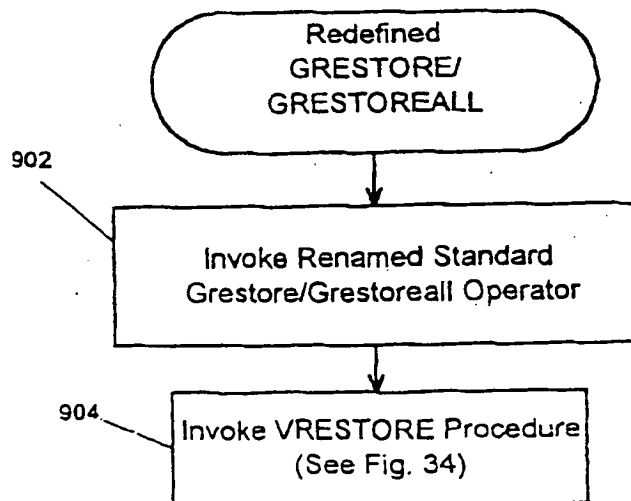 Redefined
GRESTORE/
GRESTOREALL
902
Invoke Renamed Standard
Grestore/Grestoreall Operator
904
Invoke VRESTORE Procedure
(See Fig. 34)